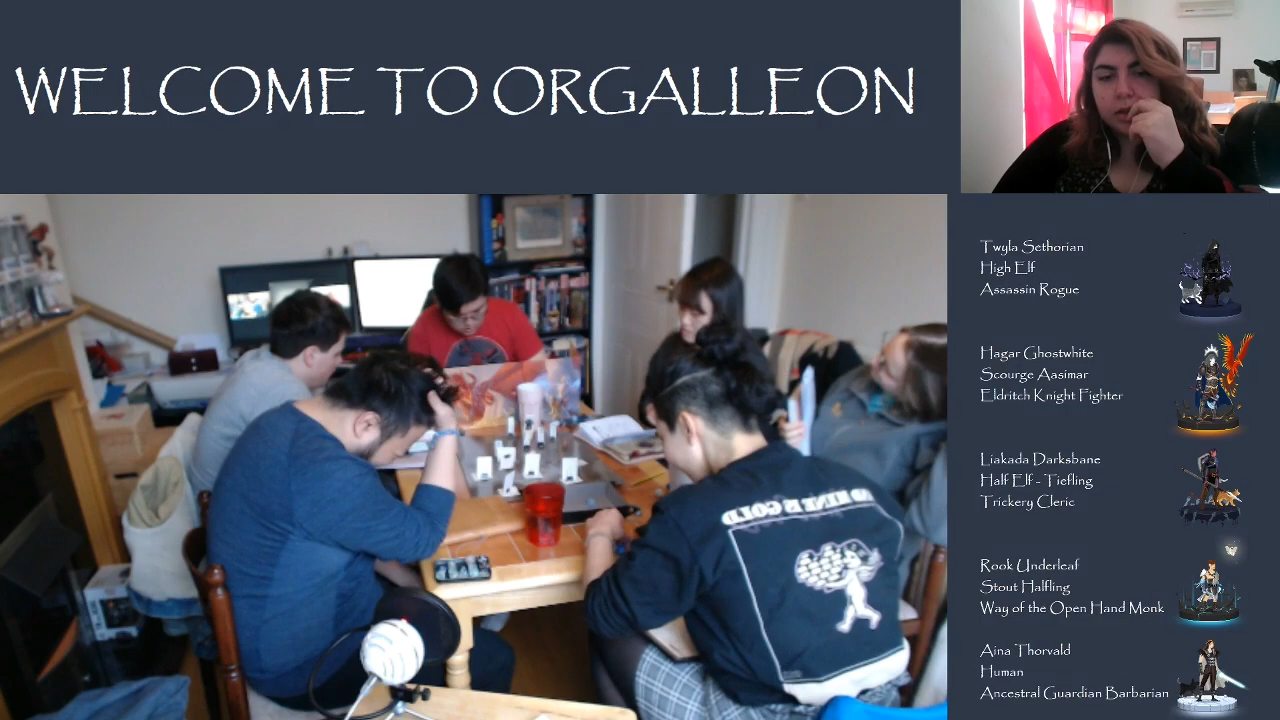 WELCOME TO ORGALLEON
Twyla Sethorian
High Elf
Assassin Rogue
Hagar Ghostwhite
Scourge Aasimar
Eldritch Knight Fighter
Liakada Darksbane
Half Elf - Tiefling
Trickery Cleric
Rook Underleaf
Stout Halfling
Way of the Open Hand Monk
Aina Thorvald
Human
Ancestral Guardian Barbarian